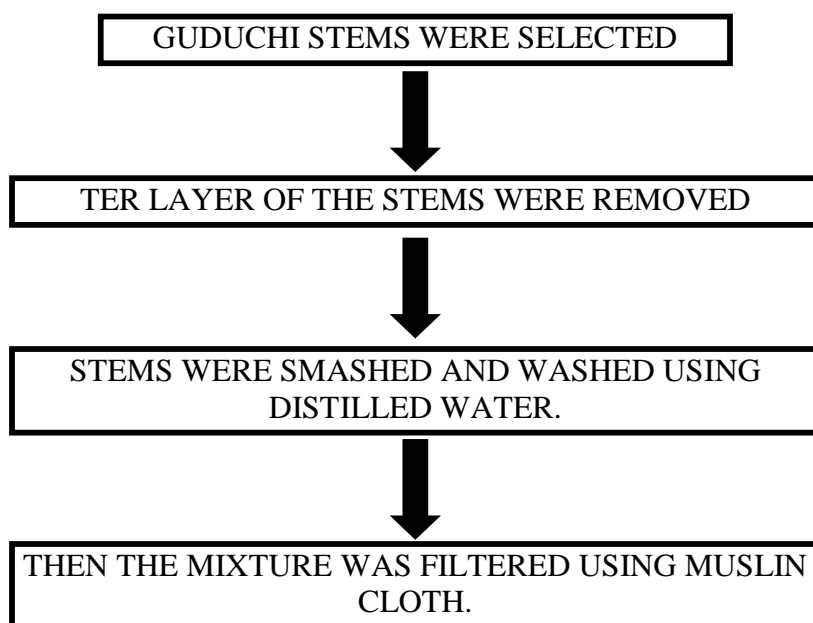 GUDUCHI STEMS WERE SELECTED
TER LAYER OF THE STEMS WERE REMOVED
STEMS WERE SMASHED AND WASHED USING
DISTILLED WATER.
THEN THE MIXTURE WAS FILTERED USING MUSLIN
CLOTH.